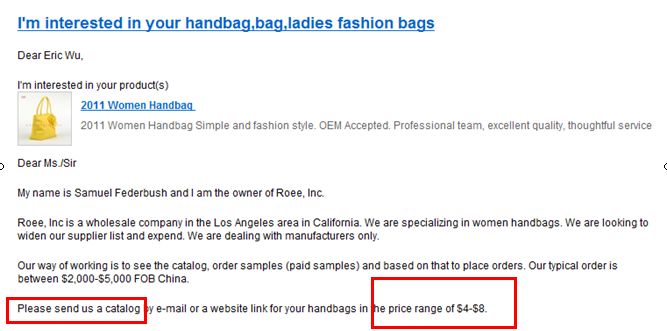 I'm interested in your handbag,bag,ladies fashion bags
Dear Eric Wu,
I'm interested in your product(s)
2011 Women Handbag
2011 Women Handbag Simple and fashion style. OEM Accepted. Professional team, excellent quality, thoughtful service
Dear Ms./Sir
My name is Samuel Federbush and I am the owner of Roee, Inc.
Roee, Inc is a wholesale company in the Los Angeles area in California. We are specializing in women handbags. We are looking to
widen our supplier list and expend. We are dealing with manufacturers only.
Our way of working is to see the catalog, order samples (paid samples) and based on that to place orders. Our typical order is
between $2,000-$5,000 FOB China.
Please send us a catalog by e-mail or a website link for your handbags in the price range of $4-$8.